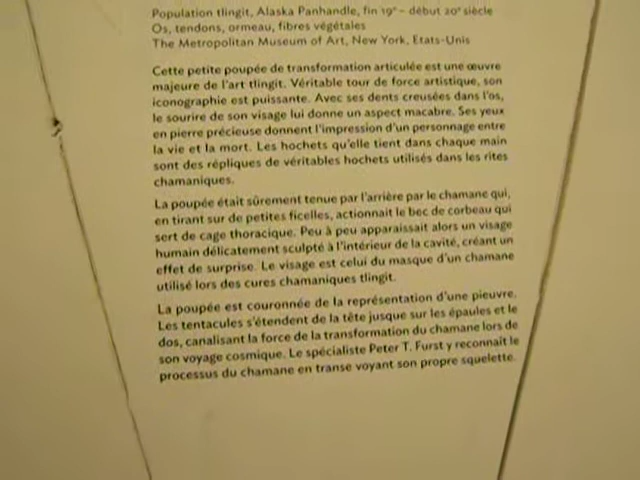 Population tlingit, Alaska Panhandle, fin 19e – début 20e siècle
Os, tendons, ormeau, fibres végétales
The Metropolitan Museum of Art, New York, Etats-Unis
Cette petite poupée de transformation articulée est une œuvre
majeure de l'art tlingit. Véritable tour de force artistique, son
iconographie est puissante. Avec ses dents creusées dans l'os,
le sourire de son visage lui donne un aspect macabre. Ses yeux
en pierre précieuse donnent l'impression d'un personnage entre
la vie et la mort. Les hochets qu'elle tient dans chaque main
sont des répliques de véritables hochets utilisés dans les rites
chamaniques.
La poupée était sûrement tenue par l'arrière par le chamane qui,
en tirant sur de petites ficelles, actionnait le bec de corbeau qui
sert de cage thoracique. Peu à peu apparaissait alors un visage
humain délicatement sculpté à l'intérieur de la cavité, créant un
effet de surprise. Le visage est celui du masque d'un chamane
utilisé lors des cures chamaniques tlingit.
La poupée est couronnée de la représentation d'une pieuvre.
Les tentacules s'étendent de la tête jusque sur les épaules et le
dos, canalisant la force de la transformation du chamane lors de
son voyage cosmique. Le spécialiste Peter T. Furst y reconnaît le
processus du chamane en transe voyant son propre squelette.